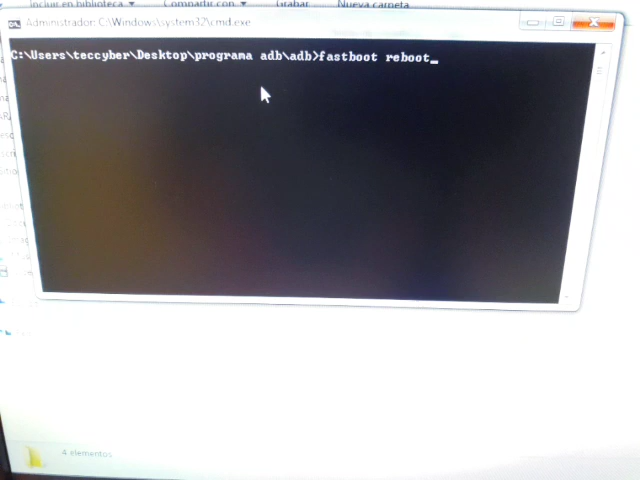 Incluir en biblioteca Compartir con Grabar Nueva carpeta
Administrador: C:\Windows\system32\cmd.exe
C:\Users\teccyber\Desktop\programa adb\adb>fastboot reboot_
4 elementos